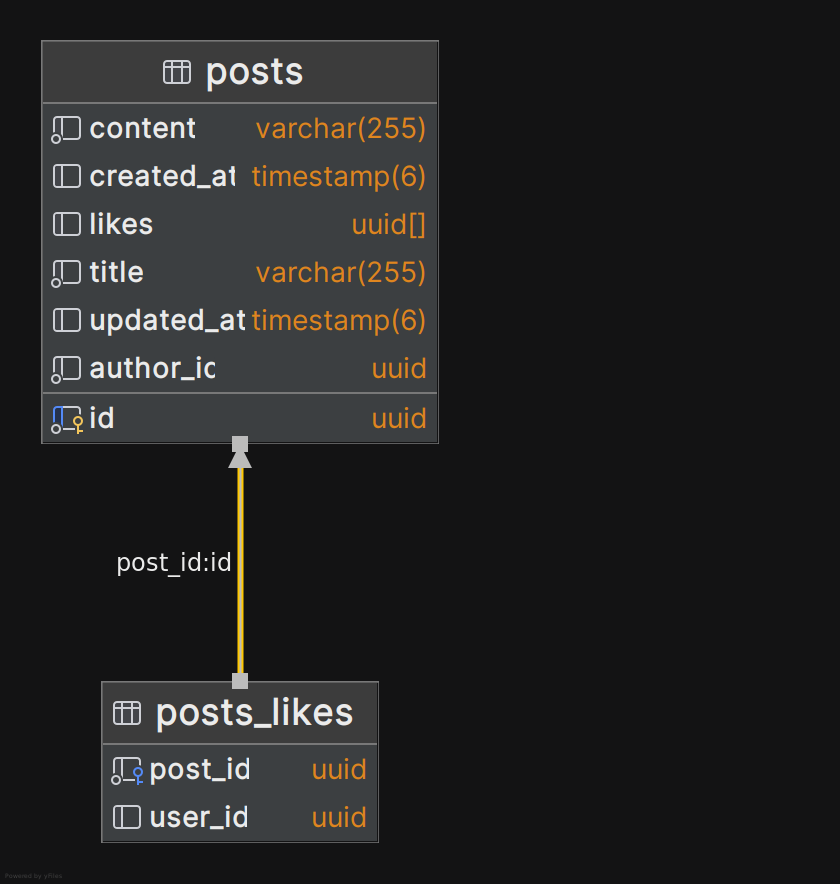 posts
content varchar(255)
created_at timestamp(6)
likes uuid[]
title varchar(255)
updated_at timestamp(6)
author_id uuid
id uuid
post_id:id
posts_likes
post_id uuid
user_id uuid
Powered by yFiles